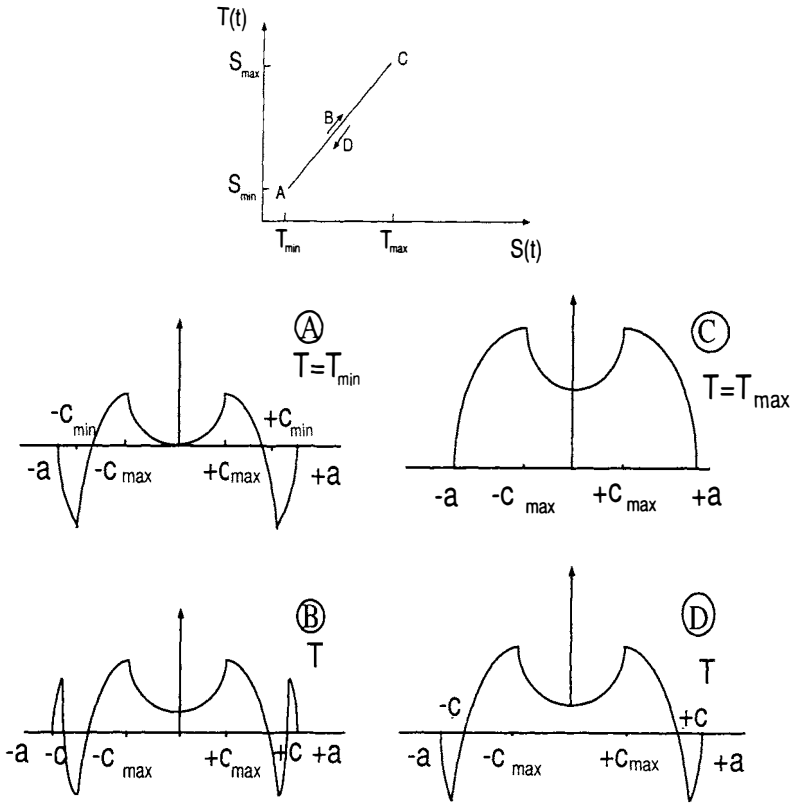 T(t)
S_max
C
B
D
S_min
A
T_min
T_max
S(t)
A
T=T_min
-c_min
+c_min
-a
-c_max
+c_max
+a
C
T=T_max
-a
-c_max
+c_max
+a
B
T
-a
-c
-c_max
+c_max
+c
+a
D
T
-c
+c
-a
-c_max
+c_max
+a